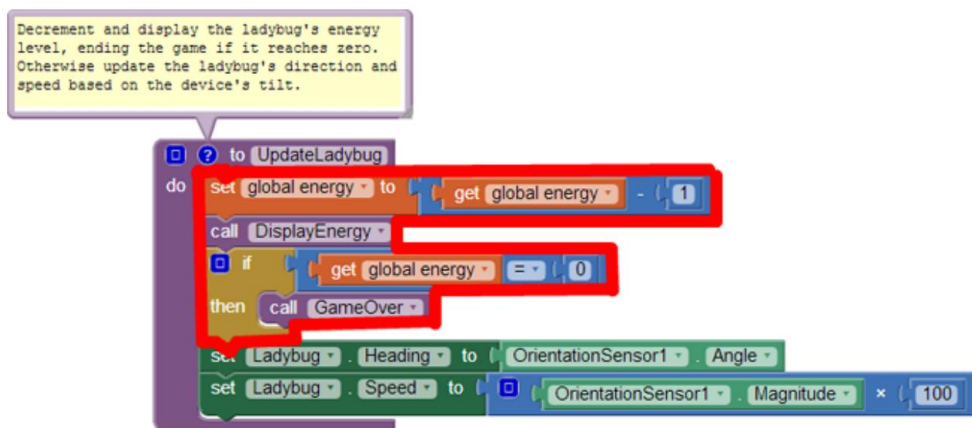 Decrement and display the ladybug's energy
level, ending the game if it reaches zero.
Otherwise update the ladybug's direction and
speed based on the device's tilt.
? to UpdateLadybug
do set global energy to get global energy - 1
call DisplayEnergy
if get global energy = 0
then call GameOver
set Ladybug . Heading to OrientationSensor1 . Angle
set Ladybug . Speed to OrientationSensor1 . Magnitude × 100